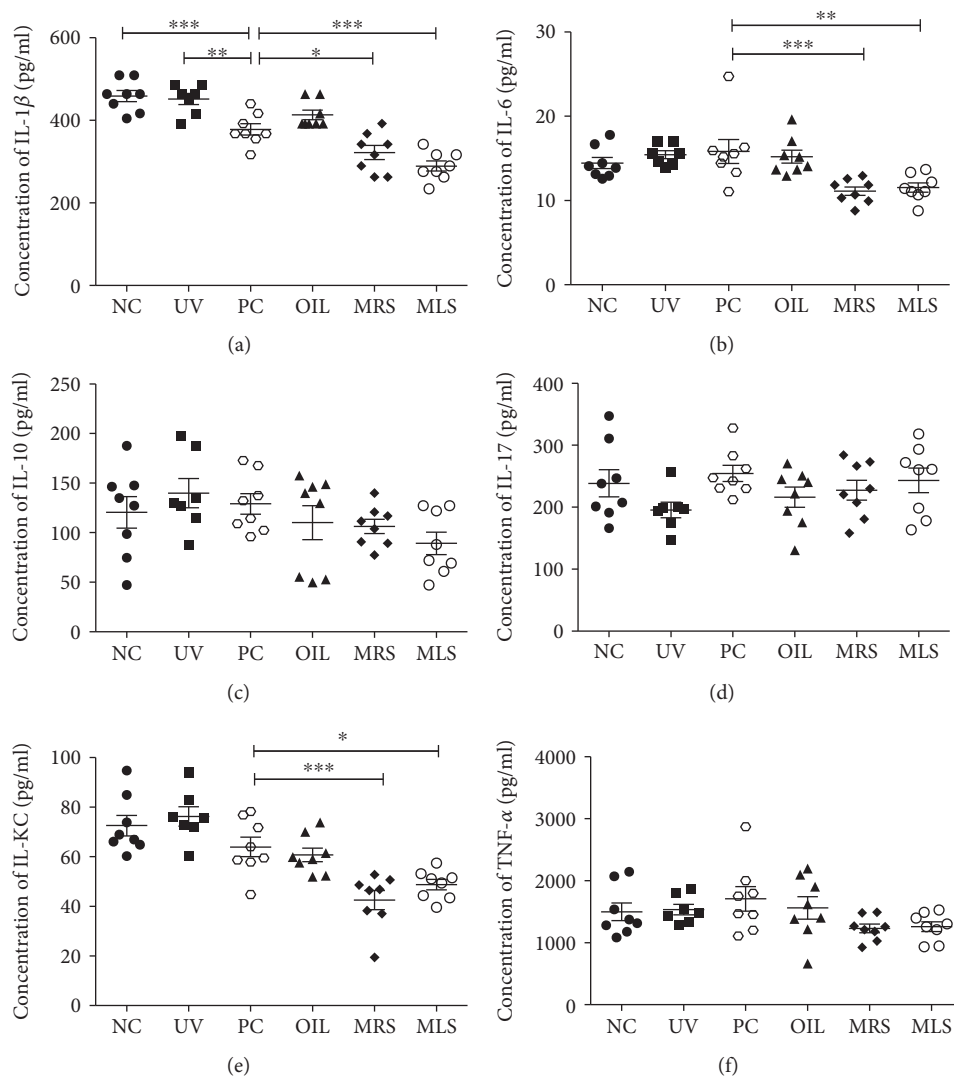 *** ***
** *
600
400
200
0
Concentration of IL-1β (pg/ml)
NC UV PC OIL MRS MLS
(a)
**
***
30
20
10
0
Concentration of IL-6 (pg/ml)
NC UV PC OIL MRS MLS
(b)
250
200
150
100
50
0
Concentration of IL-10 (pg/ml)
NC UV PC OIL MRS MLS
(c)
400
300
200
100
0
Concentration of IL-17 (pg/ml)
NC UV PC OIL MRS MLS
(d)
*
***
100
80
60
40
20
0
Concentration of IL-KC (pg/ml)
NC UV PC OIL MRS MLS
(e)
4000
3000
2000
1000
0
Concentration of TNF-α (pg/ml)
NC UV PC OIL MRS MLS
(f)